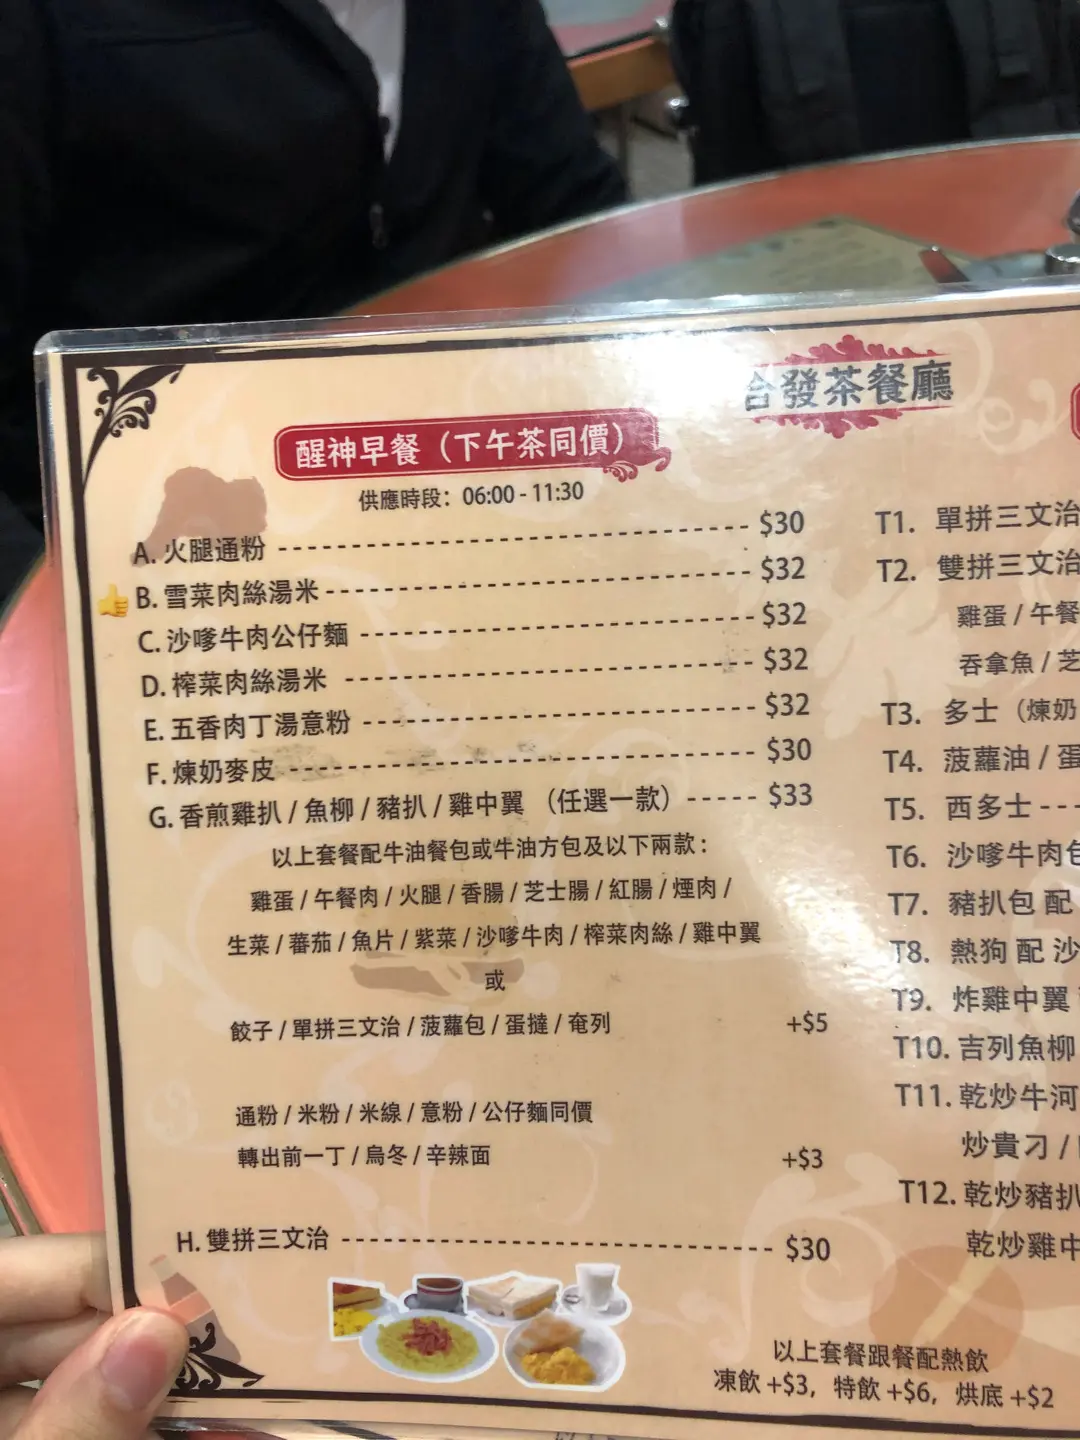 合發茶餐廳
醒神早餐（下午茶同價）
供應時段：06:00 - 11:30
A. 火腿通粉 $30
B. 雪菜肉絲湯米 $32
C. 沙嗲牛肉公仔麵 $32
D. 榨菜肉絲湯米 $32
E. 五香肉丁湯意粉 $32
F. 煉奶麥皮 $30
G. 香煎雞扒 / 魚柳 / 豬扒 / 雞中翼 （任選一款） $33
以上套餐配牛油餐包或牛油方包及以下兩款：
雞蛋 / 午餐肉 / 火腿 / 香腸 / 芝士腸 / 紅腸 / 煙肉 /
生菜 / 蕃茄 / 魚片 / 紫菜 / 沙嗲牛肉 / 榨菜肉絲 / 雞中翼
或
餃子 / 單拼三文治 / 菠蘿包 / 蛋撻 / 奄列 +$5
通粉 / 米粉 / 米線 / 意粉 / 公仔麵同價
轉出前一丁 / 烏冬 / 辛辣面 +$3
H. 雙拼三文治 $30
T1. 單拼三文治
T2. 雙拼三文治
雞蛋 / 午餐
吞拿魚 / 芝
T3. 多士（煉奶
T4. 菠蘿油 / 蛋
T5. 西多士
T6. 沙嗲牛肉包
T7. 豬扒包 配
T8. 熱狗 配 沙
T9. 炸雞中翼
T10. 吉列魚柳
T11. 乾炒牛河
炒貴刁 /
T12. 乾炒豬扒
乾炒雞中
以上套餐跟餐配熱飲
凍飲 +$3，特飲 +$6，烘底 +$2